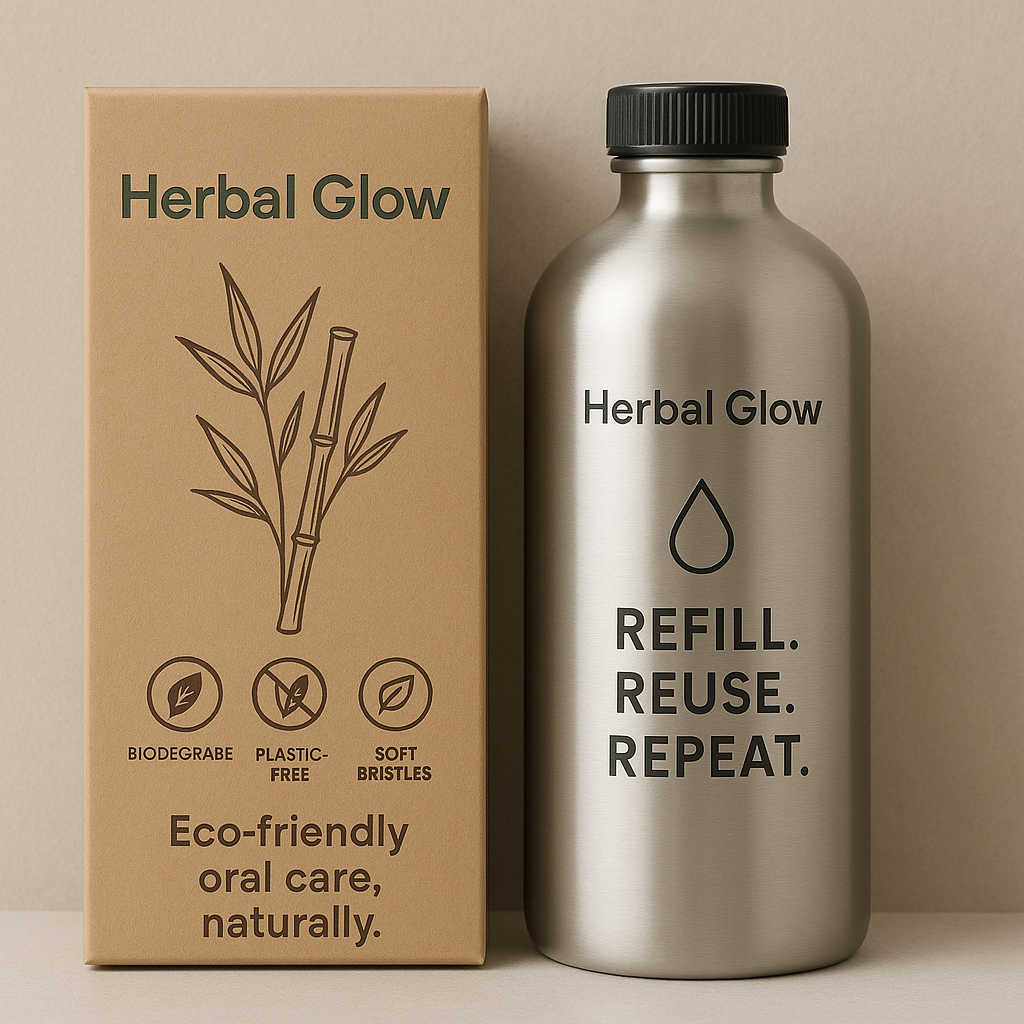 Herbal Glow
BIODEGRABE
PLASTIC-
FREE
SOFT
BRISTLES
Eco-friendly
oral care,
naturally.
Herbal Glow
REFILL.
REUSE.
REPEAT.